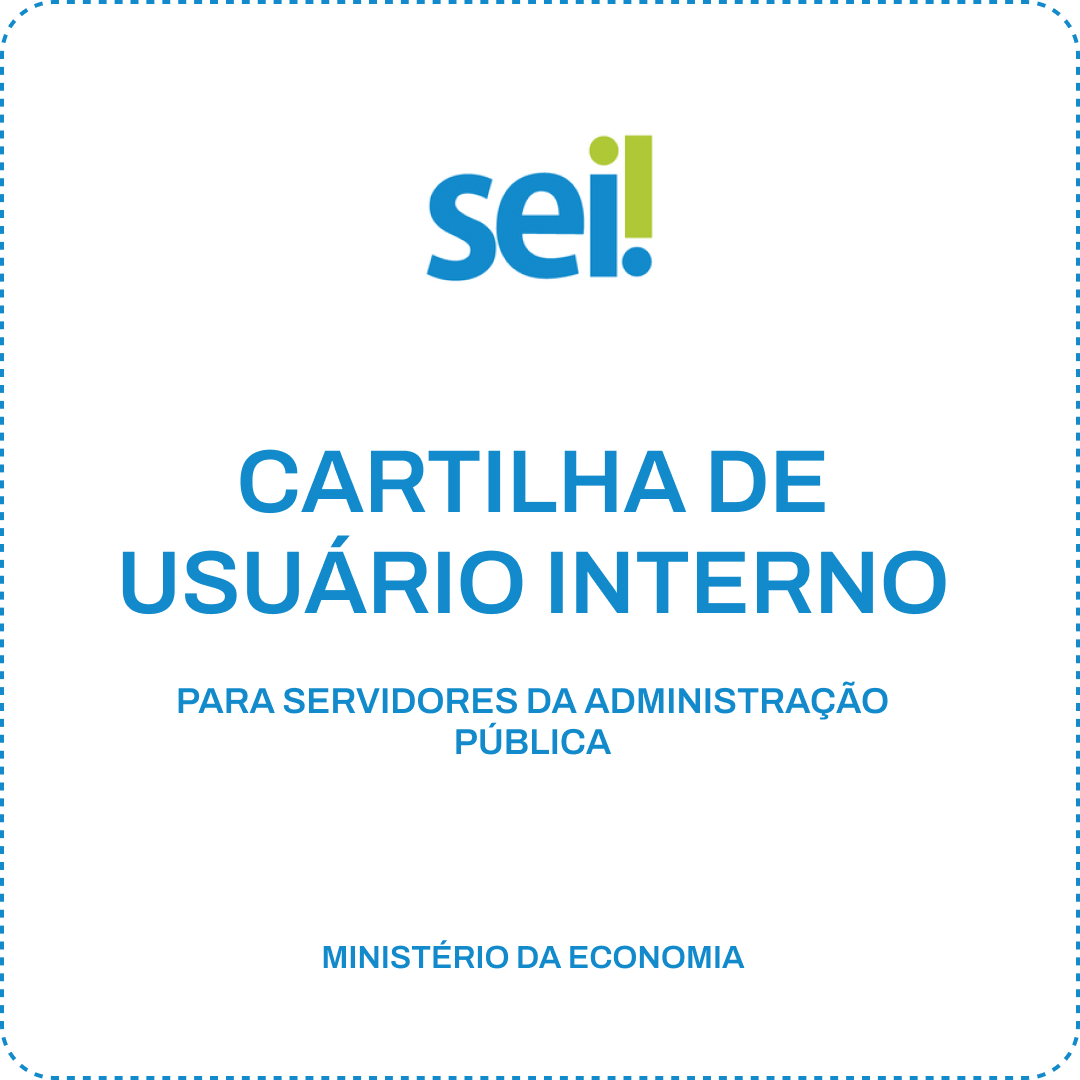 sei!
CARTILHA DE
USUÁRIO INTERNO
PARA SERVIDORES DA ADMINISTRAÇÃO
PÚBLICA
MINISTÉRIO DA ECONOMIA